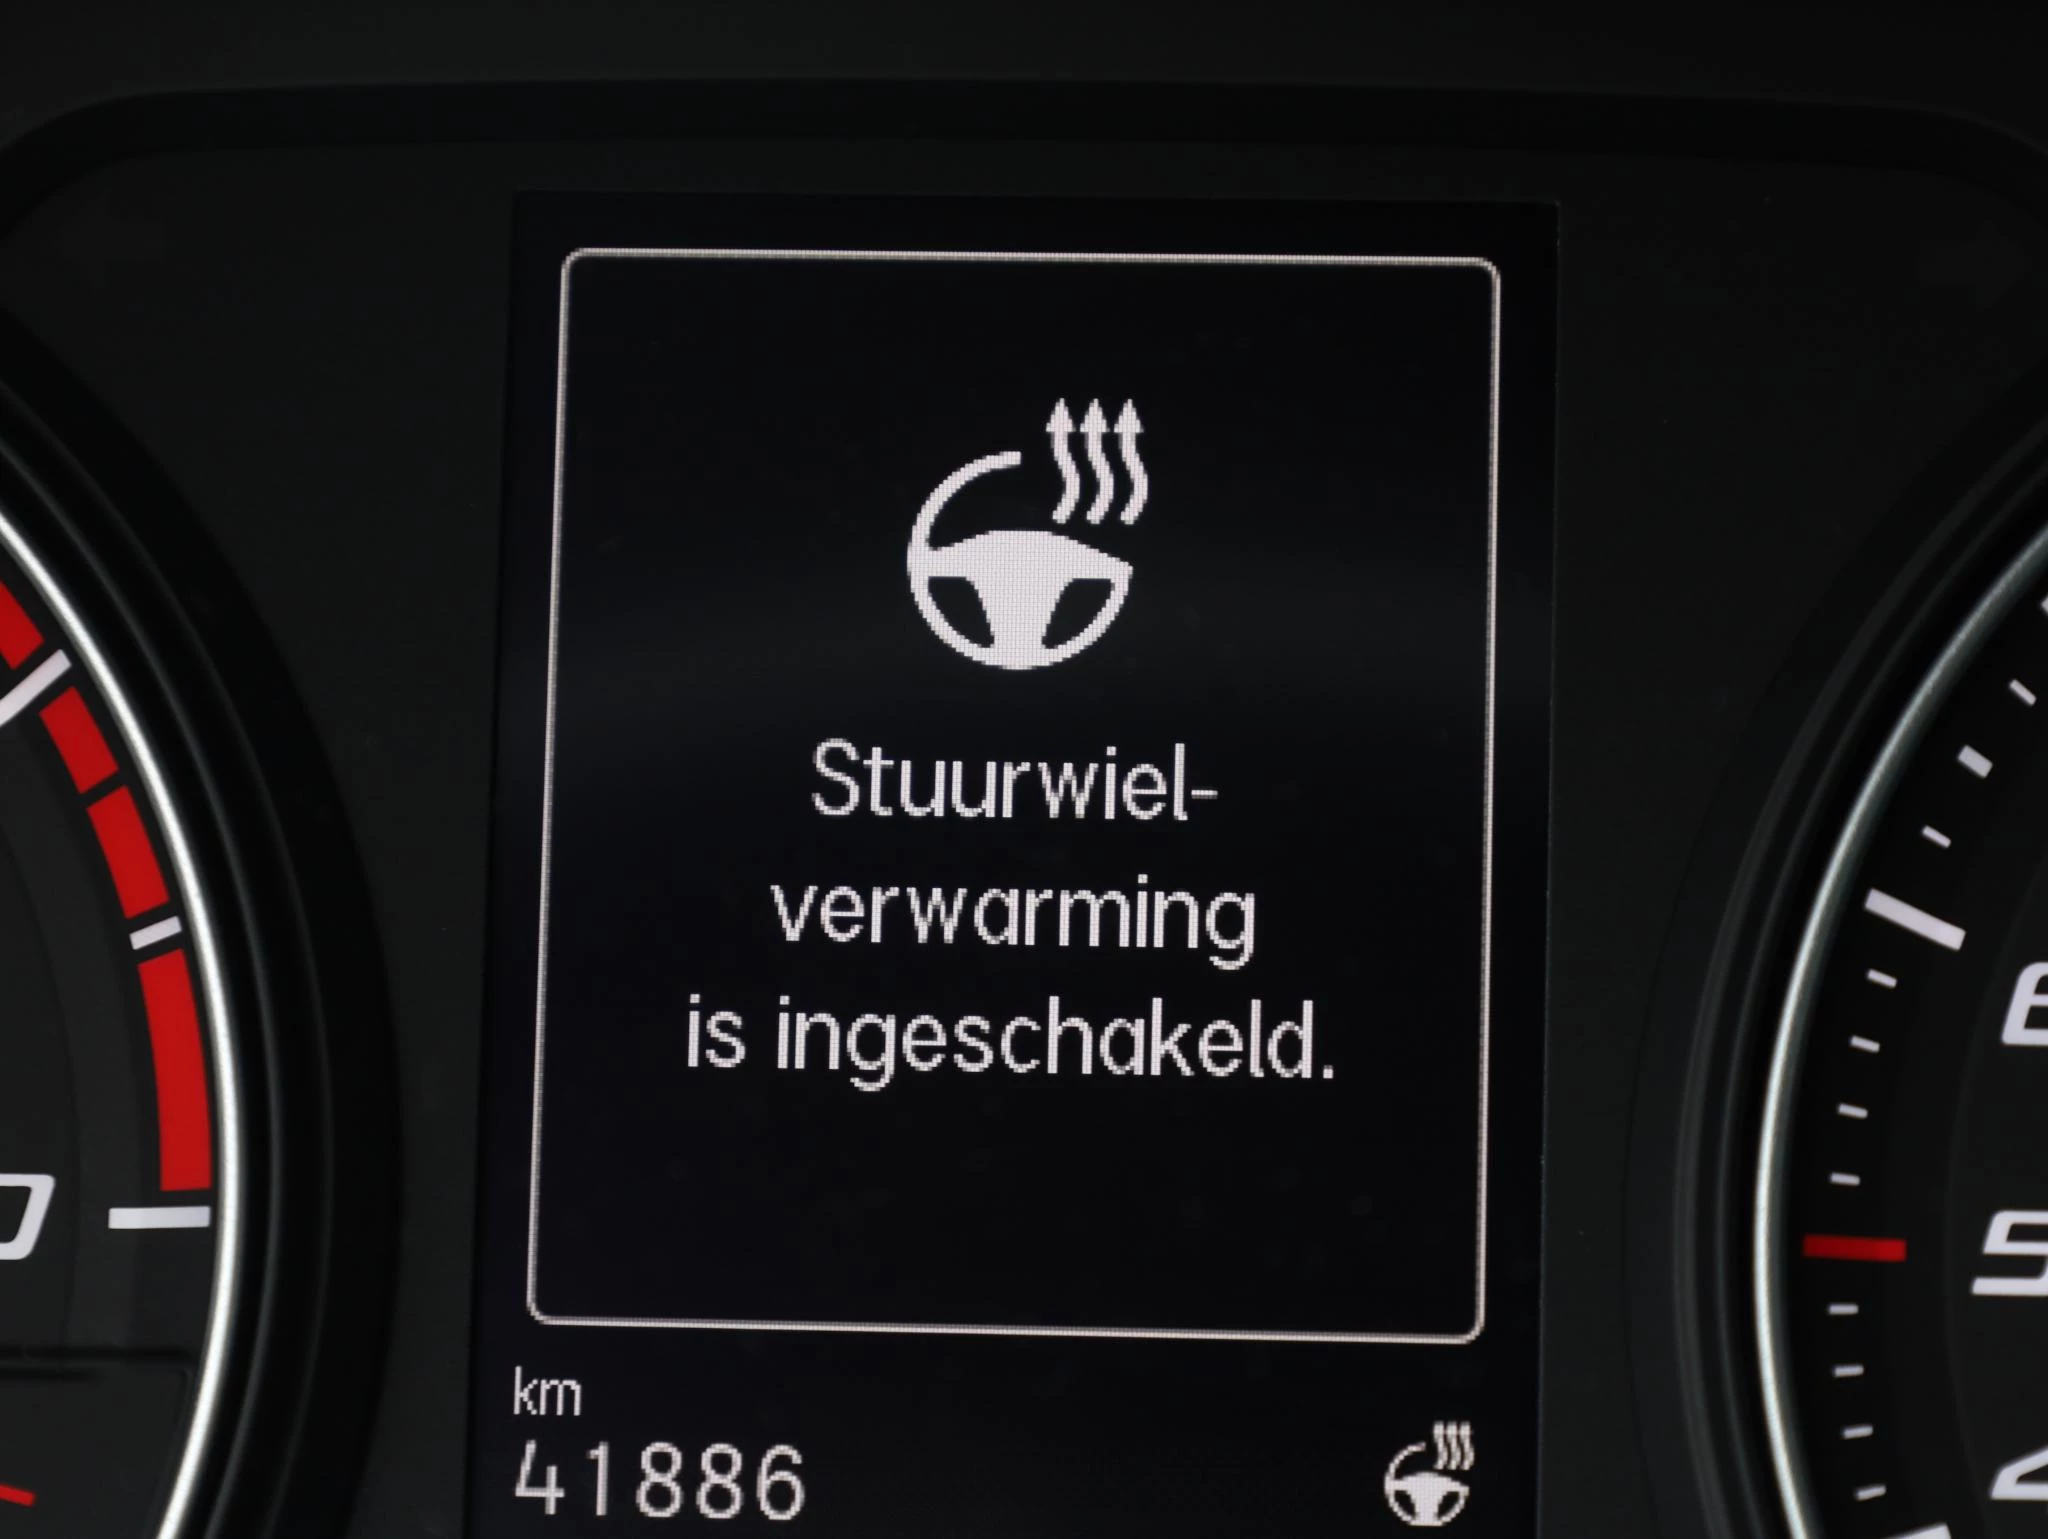 Stuurwiel-
verwarming
is ingeschakeld.
km
41886